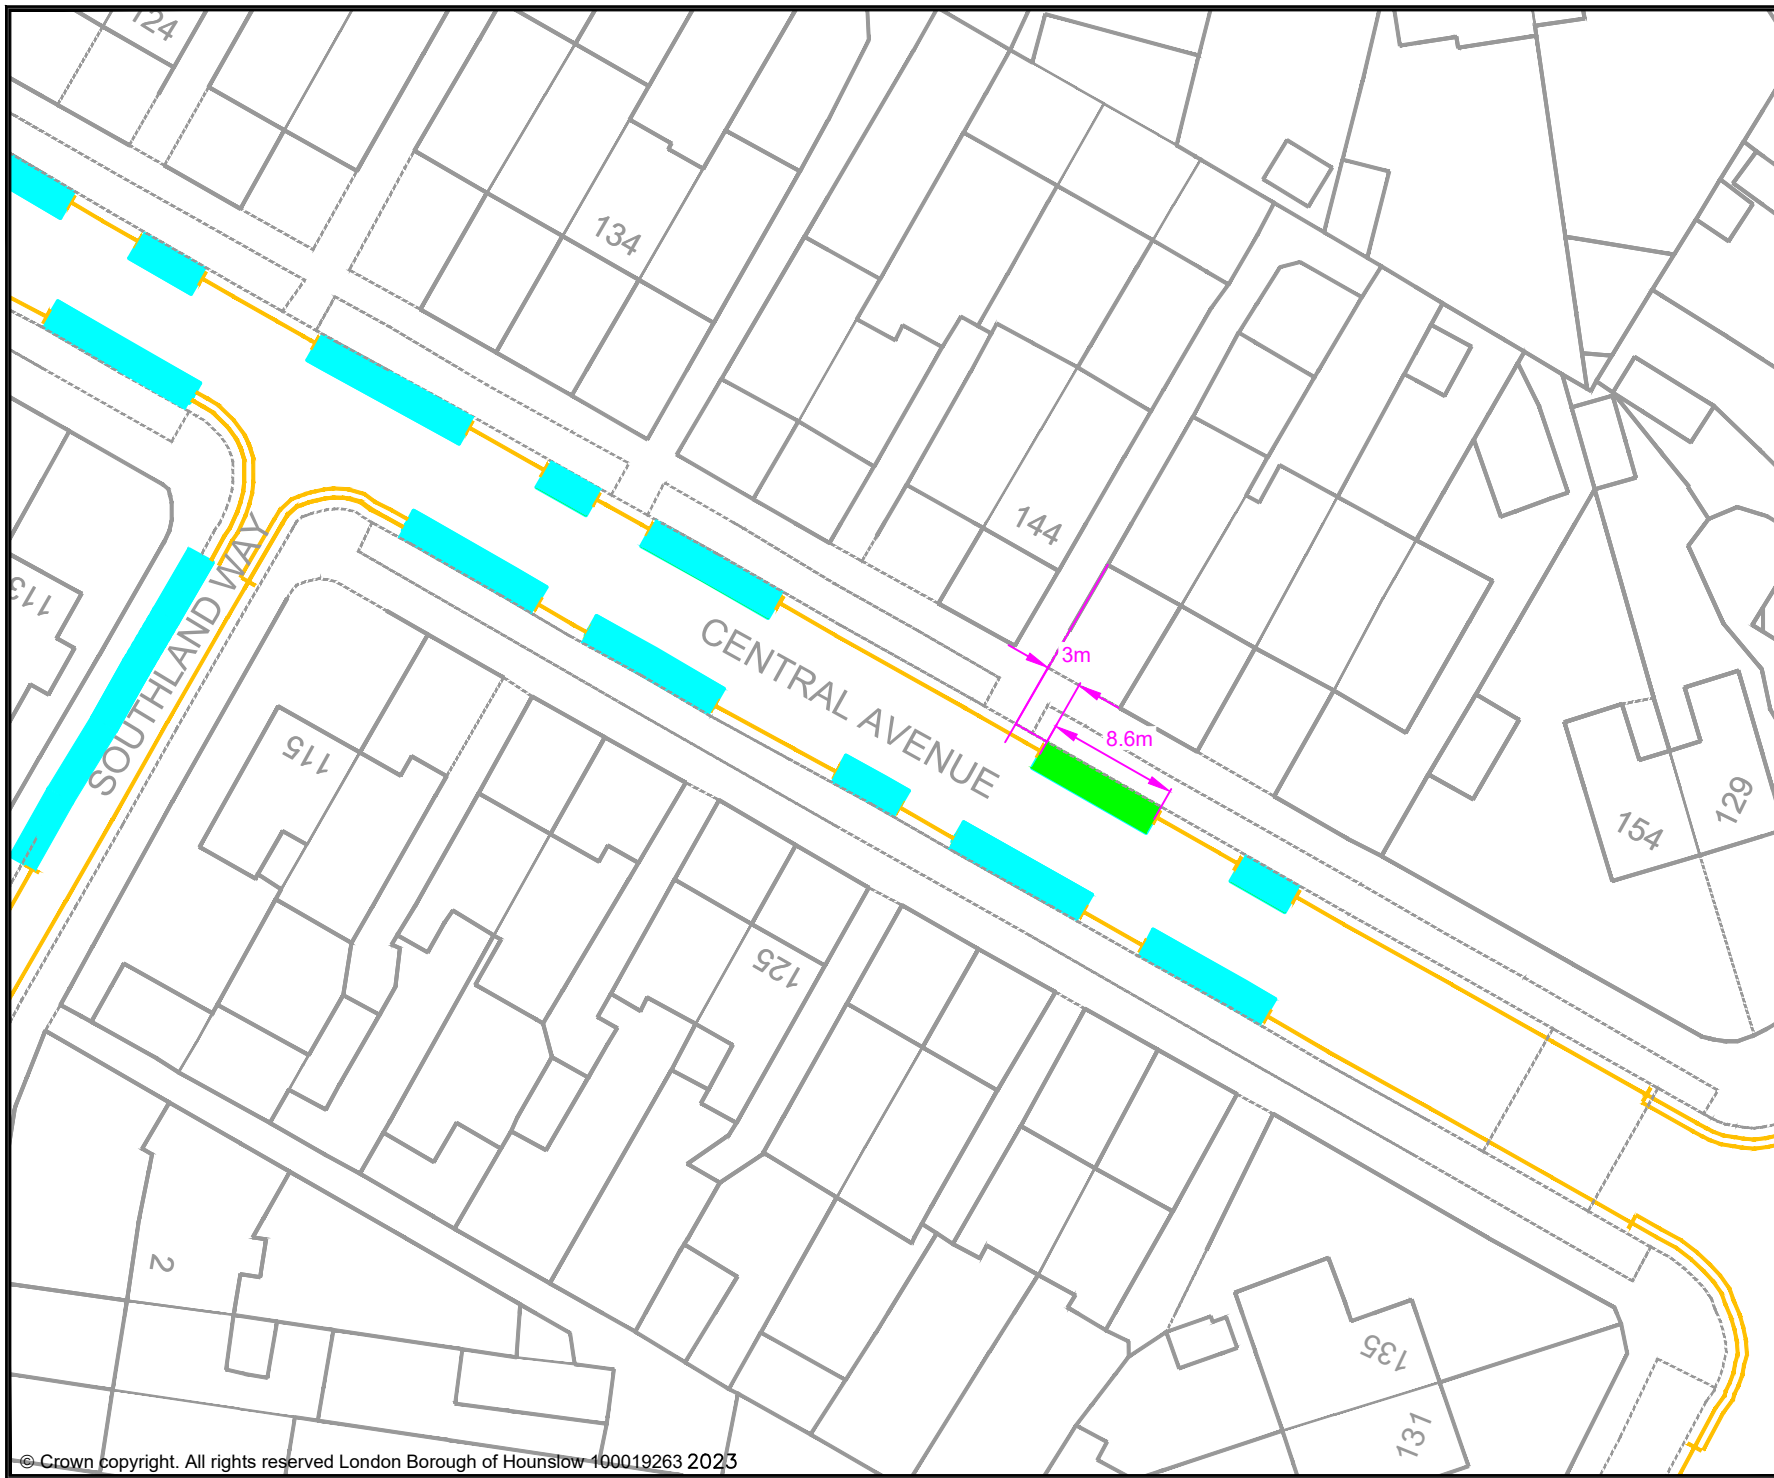 124
134
144
3m
CENTRAL AVENUE
8.6m
SOUTHLAND WAY
113
115
125
154
129
2
135
131
© Crown copyright. All rights reserved London Borough of Hounslow 100019263 2023